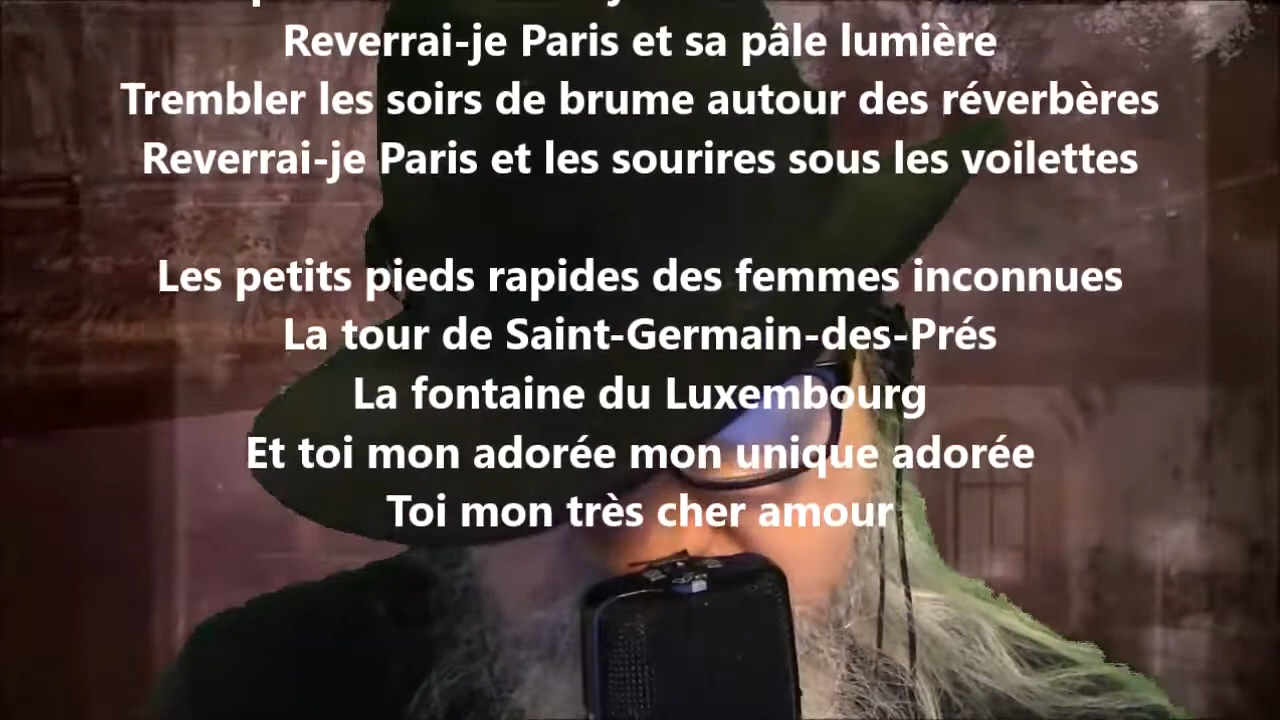 Reverrai-je Paris et sa pâle lumière
Trembler les soirs de brume autour des réverbères
Reverrai-je Paris et les sourires sous les voilettes
Les petits pieds rapides des femmes inconnues
La tour de Saint-Germain-des-Prés
La fontaine du Luxembourg
Et toi mon adorée mon unique adorée
Toi mon très cher amour